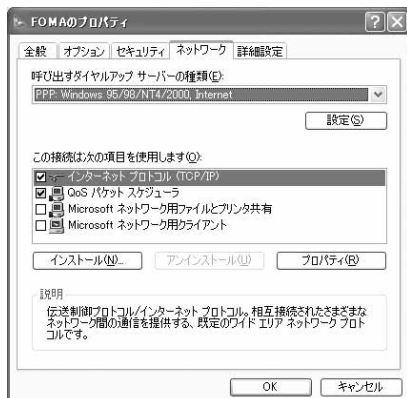 FOMAのプロパティ
全般 オプション セキュリティ ネットワーク 詳細設定
呼び出すダイヤルアップ サーバーの種類(E):
PPP: Windows 95/98/NT4/2000, Internet
設定(S)
この接続は次の項目を使用します(O):
インターネット プロトコル (TCP/IP)
QoS パケット スケジューラ
Microsoft ネットワーク用ファイルとプリンタ共有
Microsoft ネットワーク用クライアント
インストール(N)... アンインストール(U) プロパティ(R)
説明
伝送制御プロトコル/インターネット プロトコル。相互接続されたさまざまな
ネットワーク間の通信を提供する、既定のワイド エリア ネットワーク プロト
コルです。
OK キャンセル